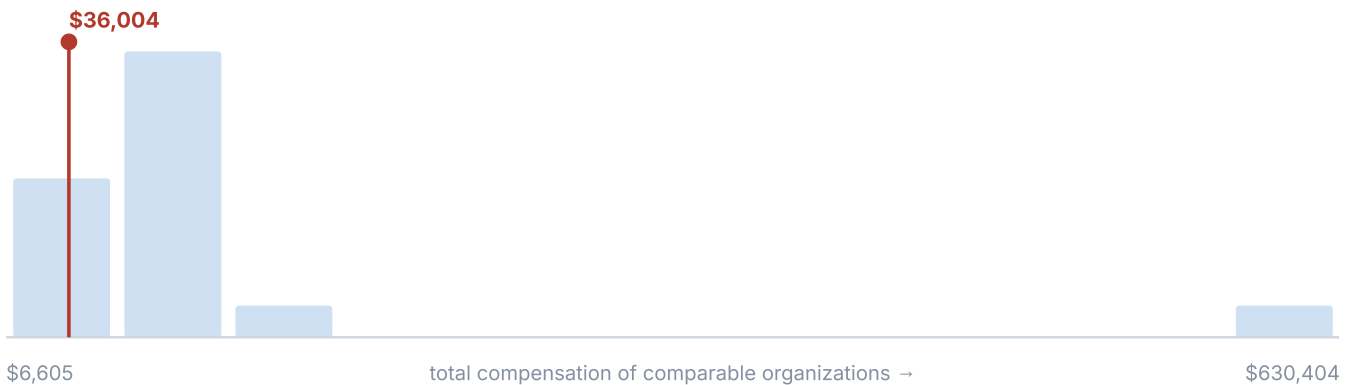 $36,004
$6,605
total compensation of comparable organizations →
$630,404